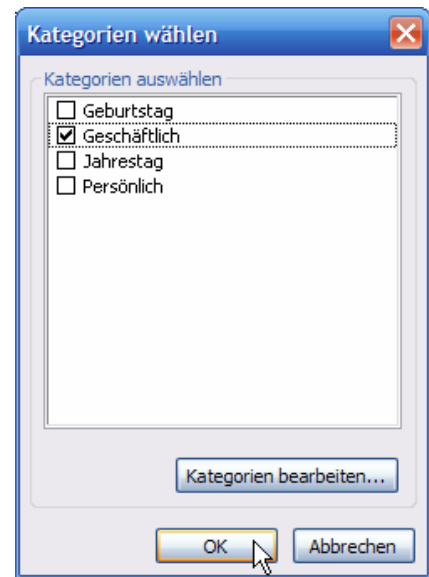 Kategorien wählen
Kategorien auswählen
Geburtstag
Geschäftlich
Jahrestag
Persönlich
Kategorien bearbeiten...
OK
Abbrechen